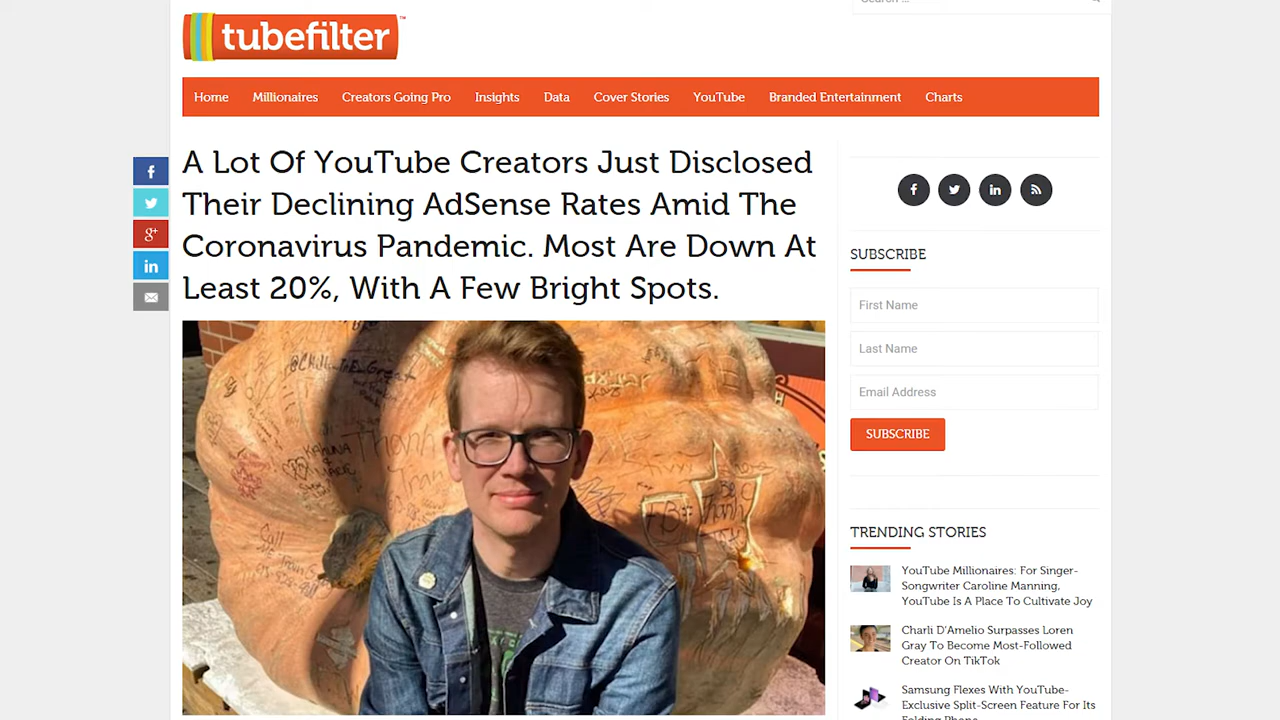 Search ...
tubefilter™
Home Millionaires Creators Going Pro Insights Data Cover Stories YouTube Branded Entertainment Charts
A Lot Of YouTube Creators Just Disclosed
Their Declining AdSense Rates Amid The
Coronavirus Pandemic. Most Are Down At
Least 20%, With A Few Bright Spots.
SUBSCRIBE
First Name
Last Name
Email Address
SUBSCRIBE
TRENDING STORIES
YouTube Millionaires: For Singer-
Songwriter Caroline Manning,
YouTube Is A Place To Cultivate Joy
Charli D'Amelio Surpasses Loren
Gray To Become Most-Followed
Creator On TikTok
Samsung Flexes With YouTube-
Exclusive Split-Screen Feature For Its
Folding Phone